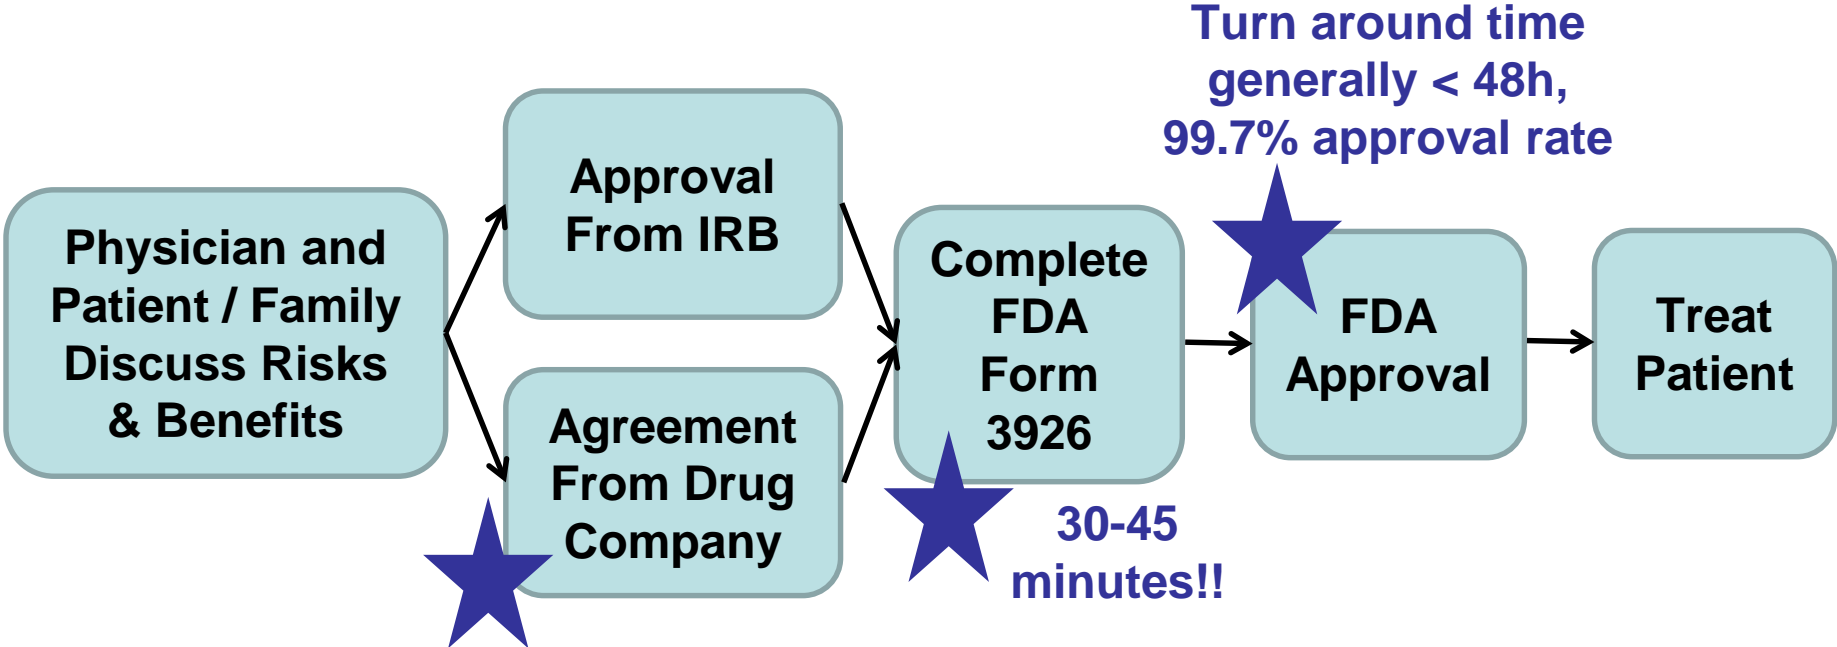 Turn around time
generally < 48h,
99.7% approval rate
Physician and
Patient / Family
Discuss Risks
& Benefits
Approval
From IRB
Agreement
From Drug
Company
Complete
FDA
Form
3926
30-45
minutes!!
FDA
Approval
Treat
Patient